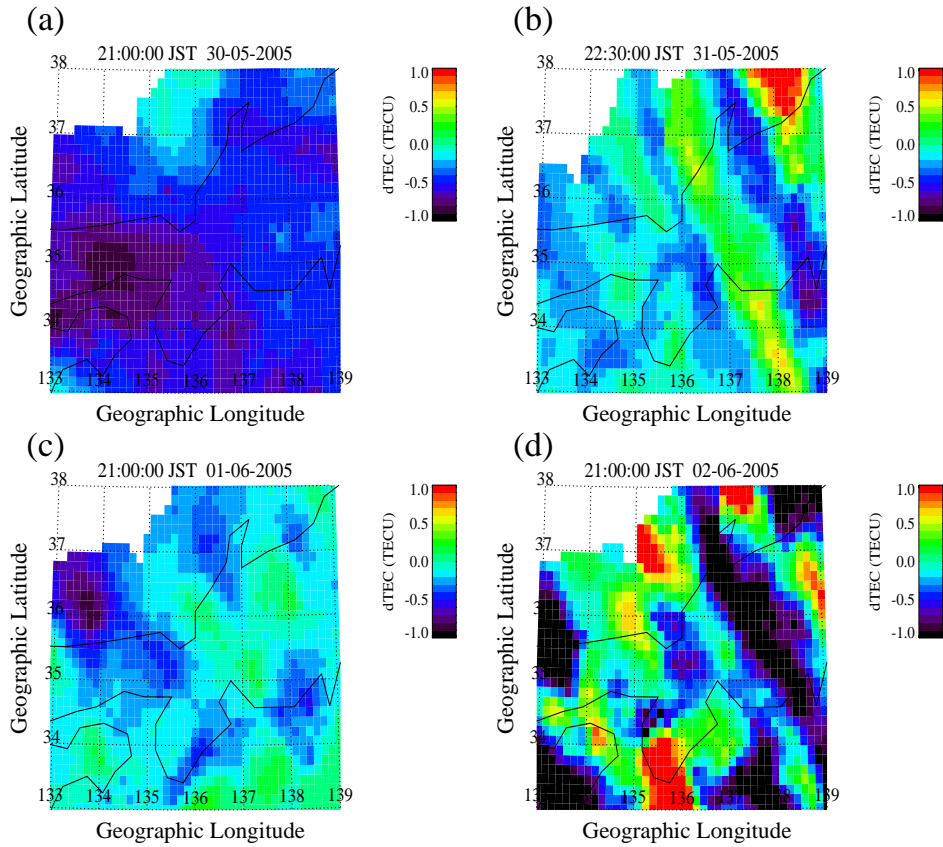 (a)
21:00:00 JST 30-05-2005
38
37
36
35
34
133 134 135 136 137 138 139
Geographic Latitude
Geographic Longitude
1.0
0.5
0.0
-0.5
-1.0
dTEC (TECU)
(b)
22:30:00 JST 31-05-2005
38
37
36
35
34
133 134 135 136 137 138 139
Geographic Latitude
Geographic Longitude
1.0
0.5
0.0
-0.5
-1.0
dTEC (TECU)
(c)
21:00:00 JST 01-06-2005
38
37
36
35
34
133 134 135 136 137 138 139
Geographic Latitude
Geographic Longitude
1.0
0.5
0.0
-0.5
-1.0
dTEC (TECU)
(d)
21:00:00 JST 02-06-2005
38
37
36
35
34
133 134 135 136 137 138 139
Geographic Latitude
Geographic Longitude
1.0
0.5
0.0
-0.5
-1.0
dTEC (TECU)